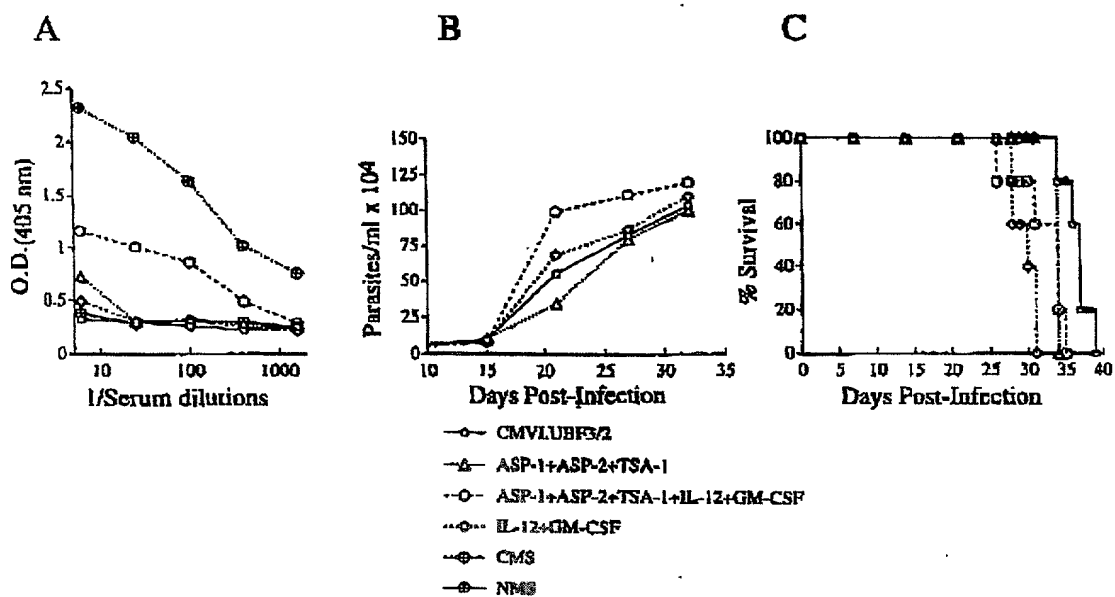 A
B
C
O.D.(405 nm)
2.5
2
1.5
1
0.5
0
10
100
1000
1/Serum dilutions
Parasites/ml x 10⁴
150
125
100
75
50
25
0
10
15
20
25
30
35
Days Post-Infection
% Survival
100
80
60
40
20
0
0
5
10
15
20
25
30
35
40
Days Post-Infection
ASP-1+ASP-2+TSA-1
ASP-1+ASP-2+TSA-1+IL-12+GM-CSF
IL-12+GM-CSF
CMS
NMS